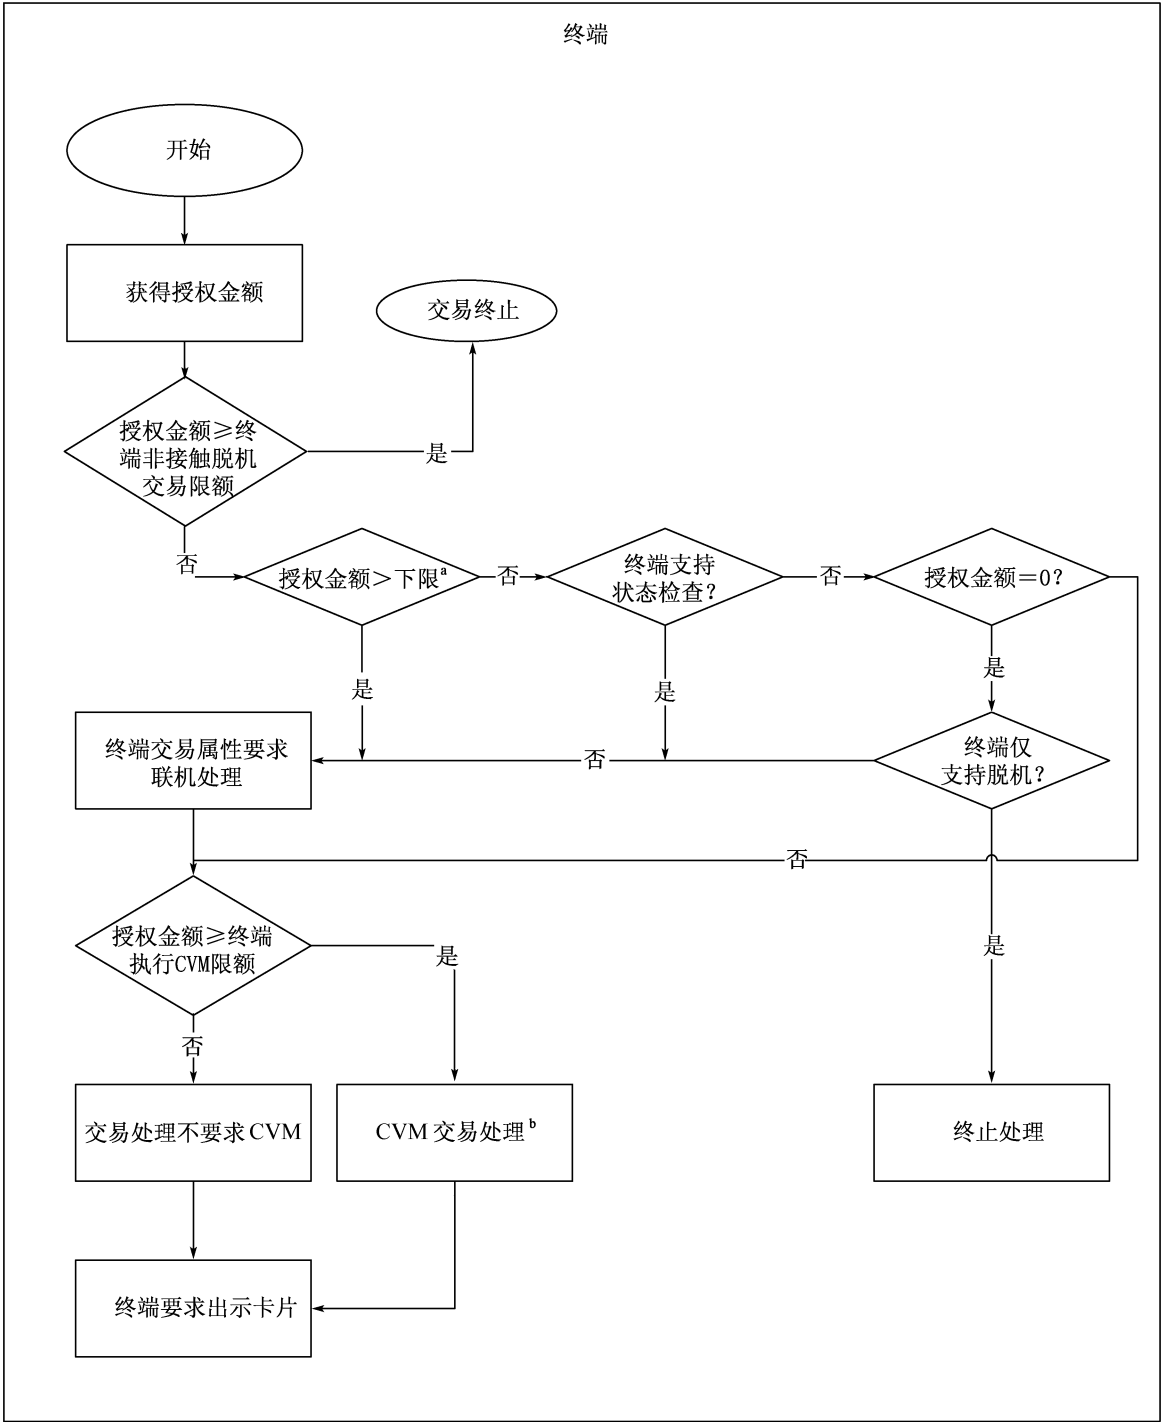 终端
开始
获得授权金额
交易终止
授权金额≥终
端非接触脱机
交易限额
是
否
授权金额>下限a
否
终端支持
状态检查?
否
授权金额=0?
是
是
是
终端交易属性要求
联机处理
否
终端仅
支持脱机?
否
授权金额≥终端
执行CVM限额
是
是
否
交易处理不要求CVM
CVM 交易处理b
终止处理
终端要求出示卡片